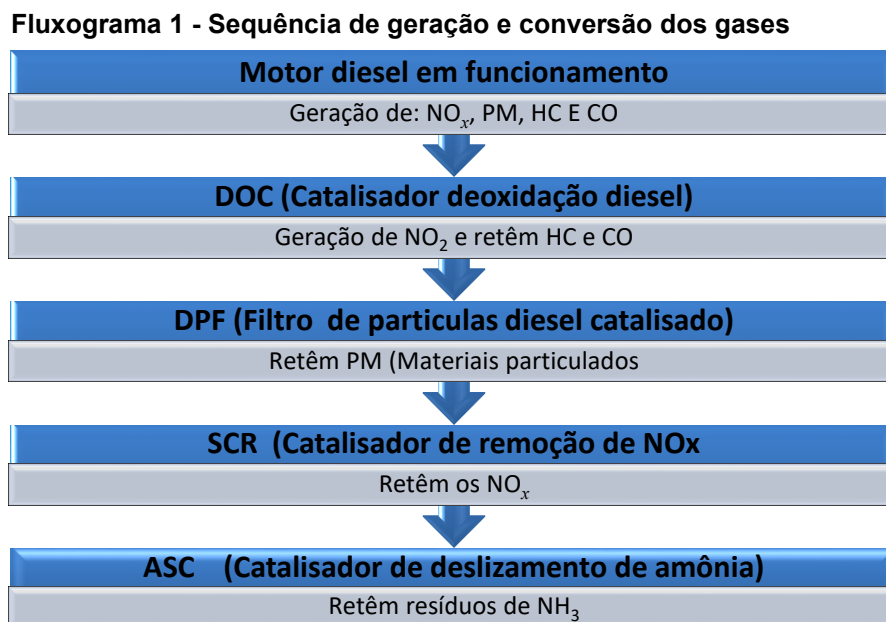 Fluxograma 1 - Sequência de geração e conversão dos gases
Motor diesel em funcionamento
Geração de: NOₓ, PM, HC E CO
DOC (Catalisador deoxidação diesel)
Geração de NO₂ e retêm HC e CO
DPF (Filtro de particulas diesel catalisado)
Retêm PM (Materiais particulados
SCR (Catalisador de remoção de NOx
Retêm os NOₓ
ASC (Catalisador de deslizamento de amônia)
Retêm resíduos de NH₃